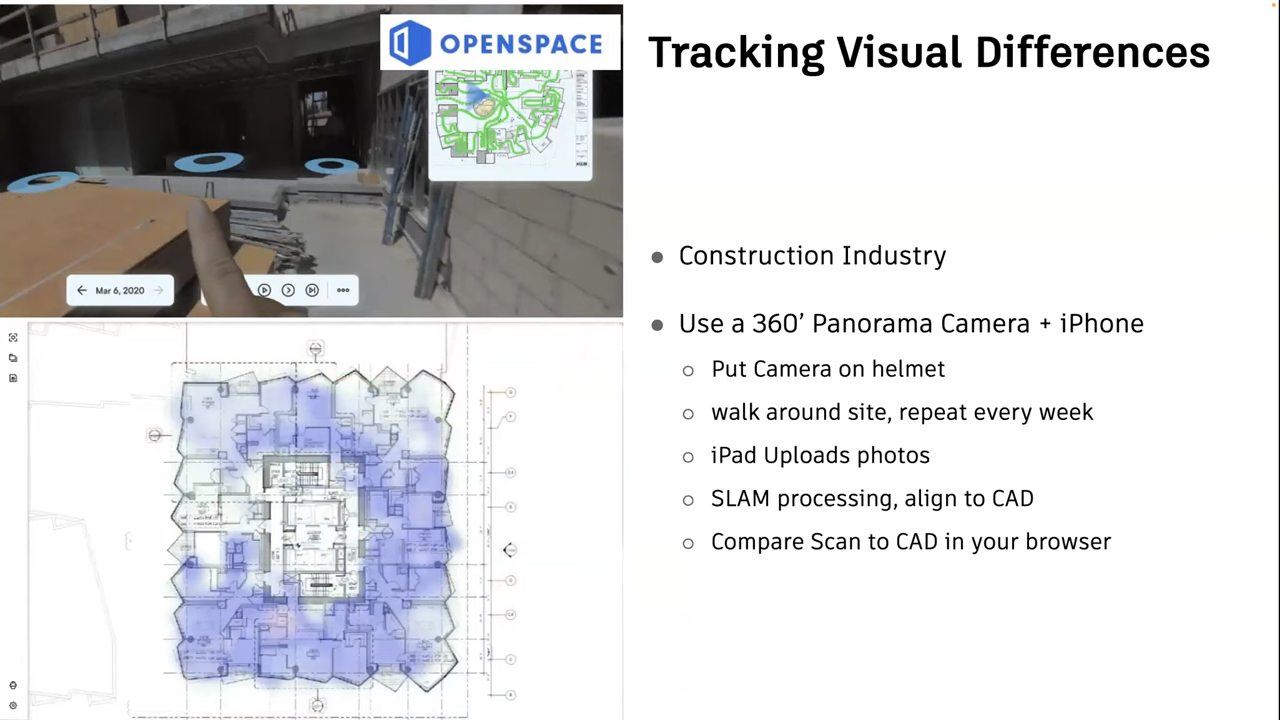 OPENSPACE
Mar 6, 2020
Tracking Visual Differences
Construction Industry
Use a 360’ Panorama Camera + iPhone
Put Camera on helmet
walk around site, repeat every week
iPad Uploads photos
SLAM processing, align to CAD
Compare Scan to CAD in your browser